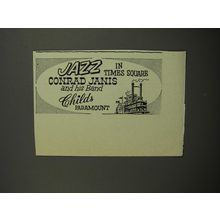 JAZZ IN
TIMES SQUARE
CONRAD JANIS
and his Band
Childs
PARAMOUNT